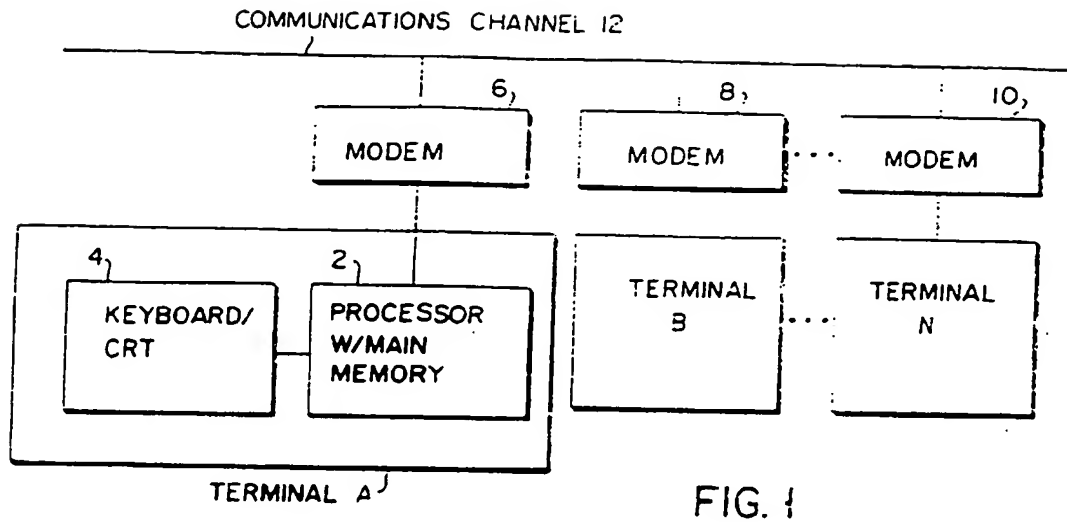 COMMUNICATIONS CHANNEL 12
6
8
10
MODEM
MODEM
MODEM
4
2
KEYBOARD/
CRT
PROCESSOR
W/MAIN
MEMORY
TERMINAL
B
TERMINAL
N
TERMINAL A
FIG. 1